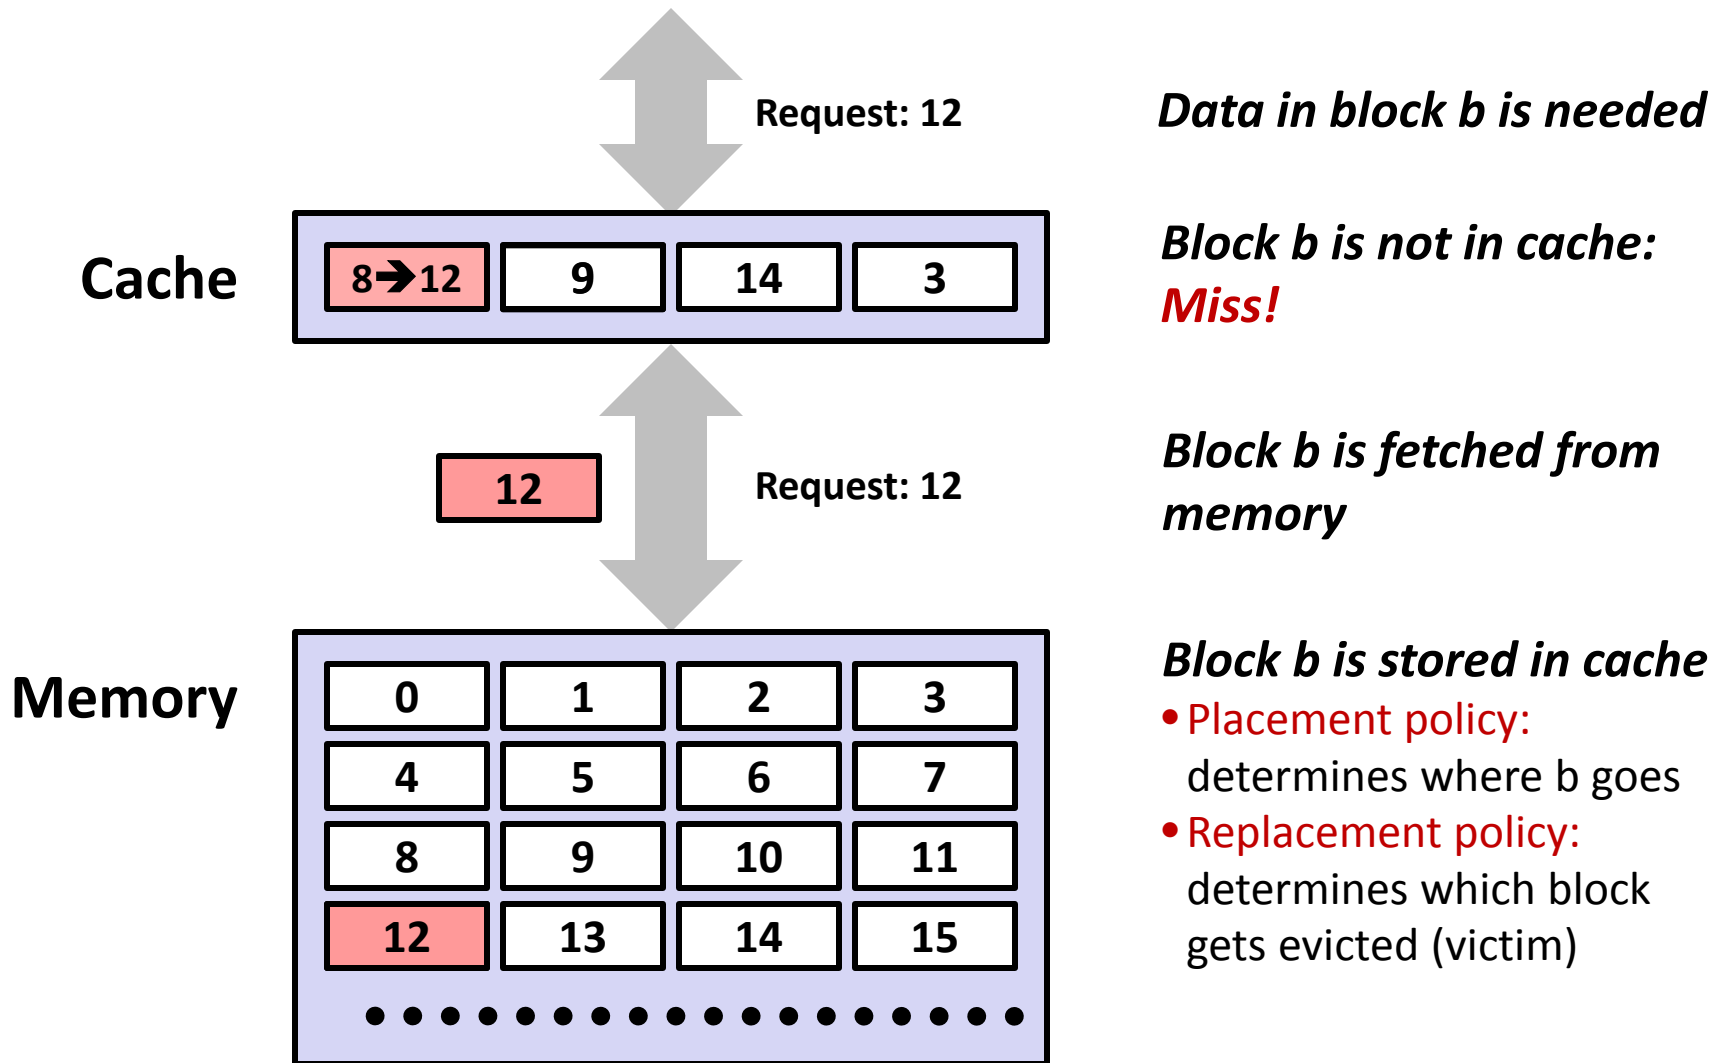 Request: 12
Data in block b is needed
Cache
8➔12 9 14 3
Block b is not in cache:
Miss!
12
Request: 12
Block b is fetched from
memory
Memory
0 1 2 3
4 5 6 7
8 9 10 11
12 13 14 15
Block b is stored in cache
• Placement policy:
determines where b goes
• Replacement policy:
determines which block
gets evicted (victim)